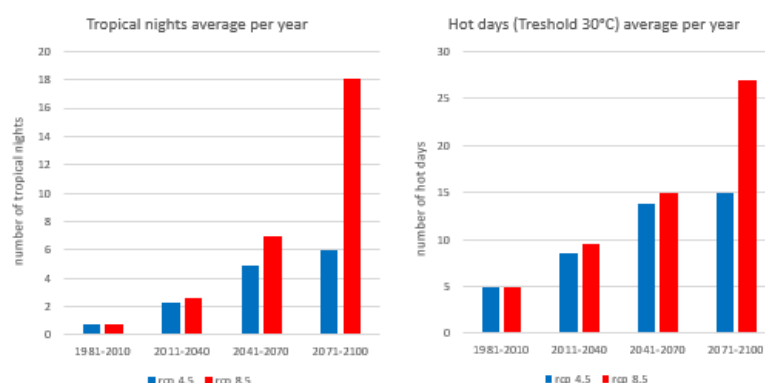 Tropical nights average per year
20
18
16
14
12
10
8
6
4
2
0
number of tropical nights
1981-2010 2011-2040 2041-2070 2071-2100
rcp 4.5 rcp 8.5
Hot days (Treshold 30°C) average per year
30
25
20
15
10
5
0
number of hot days
1981-2010 2011-2040 2041-2070 2071-2100
rcp 4.5 rcp 8.5